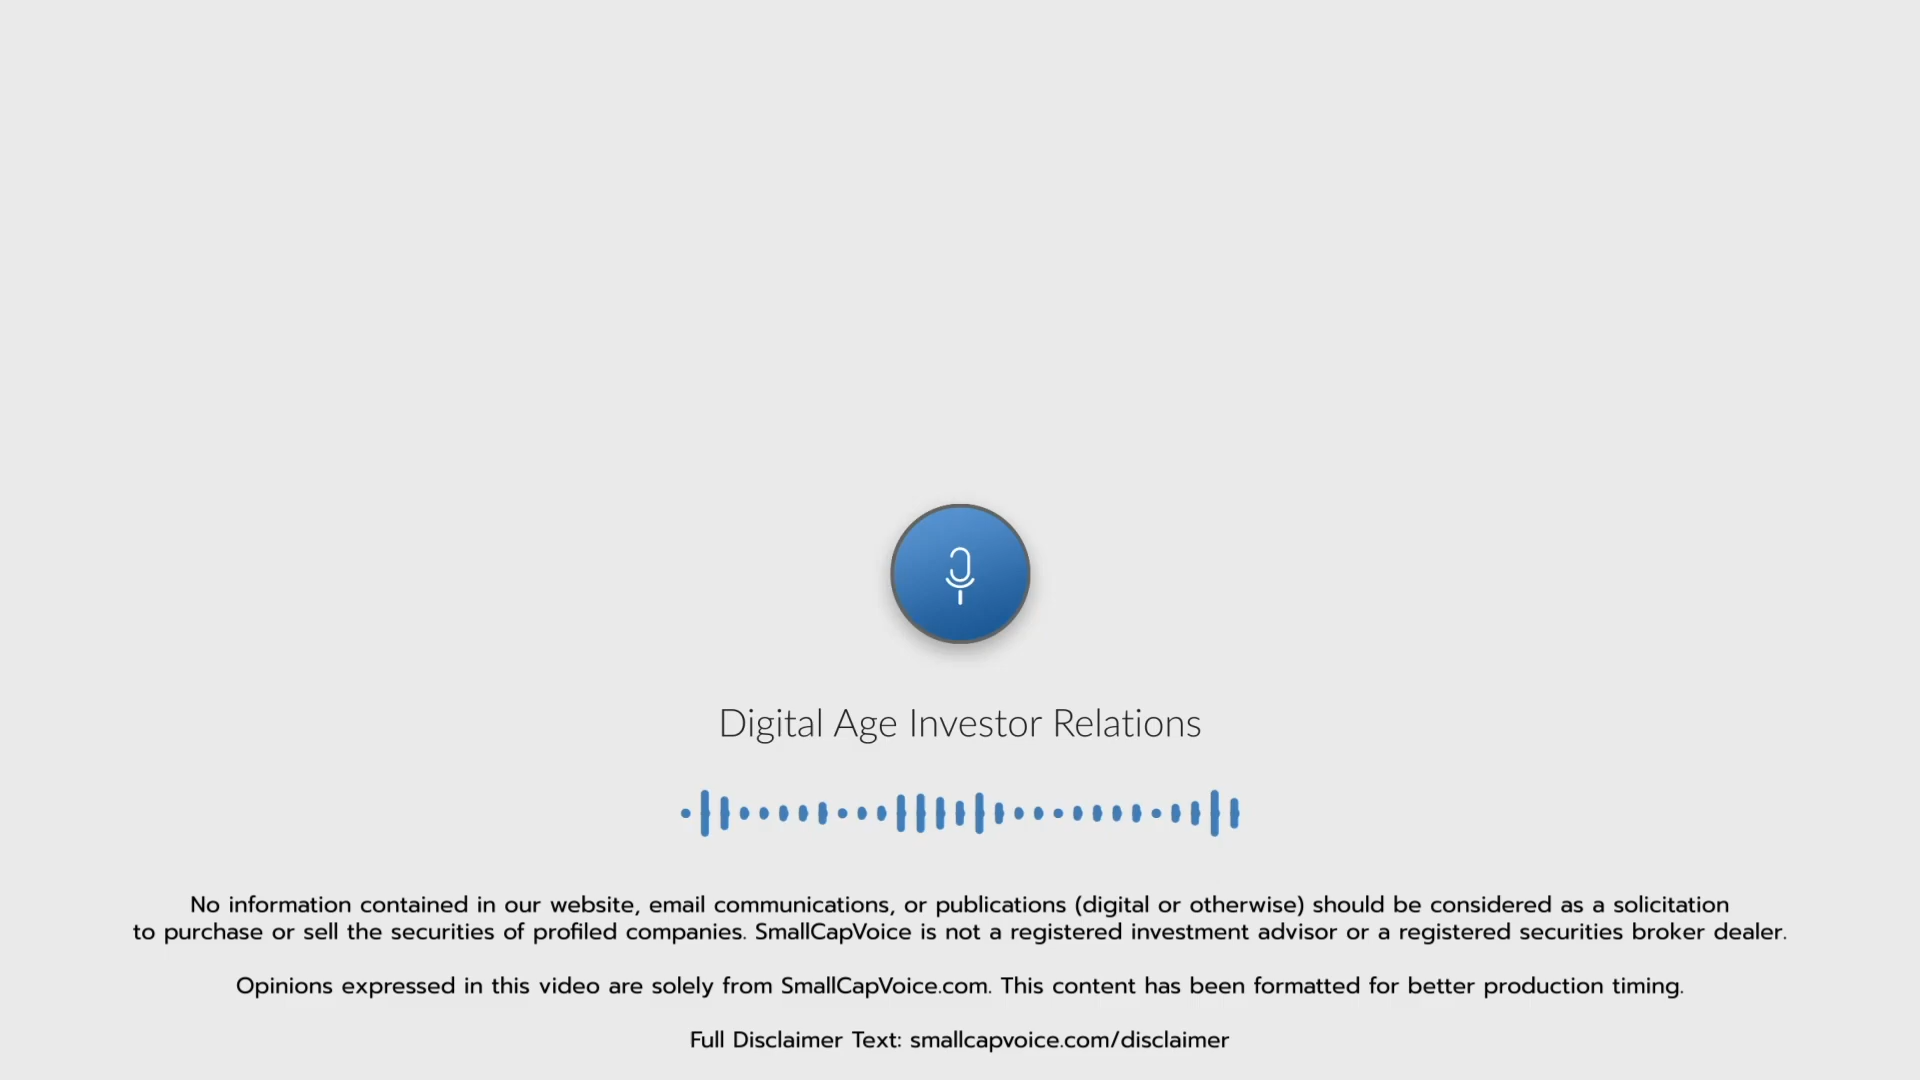 Digital Age Investor Relations
No information contained in our website, email communications, or publications (digital or otherwise) should be considered as a solicitation
to purchase or sell the securities of profiled companies. SmallCapVoice is not a registered investment advisor or a registered securities broker dealer.
Opinions expressed in this video are solely from SmallCapVoice.com. This content has been formatted for better production timing.
Full Disclaimer Text: smallcapvoice.com/disclaimer